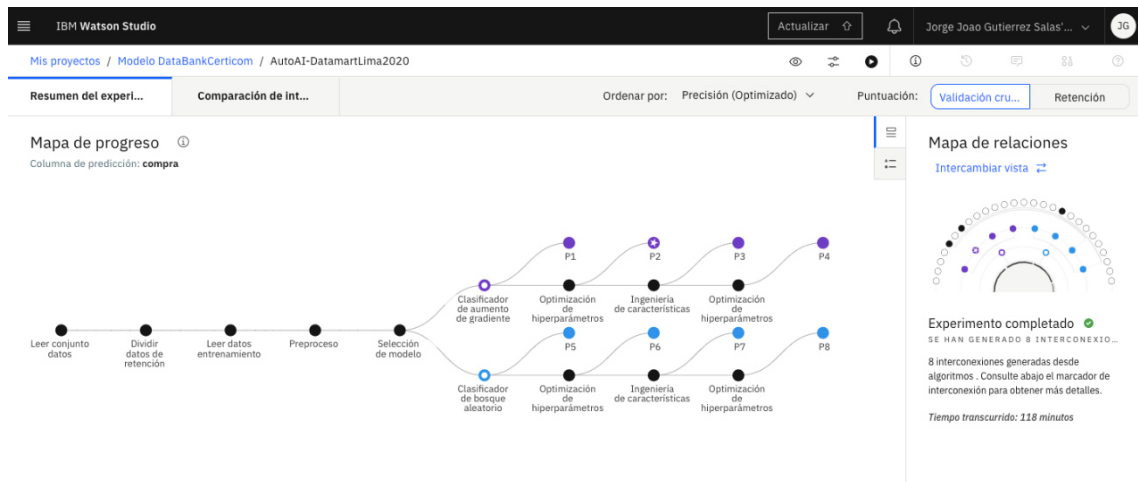 IBM Watson Studio
Actualizar
Jorge Joao Gutierrez Salas'...
JG
Mis proyectos / Modelo DataBankCerticom / AutoAI-DatamartLima2020
Resumen del experi...
Comparación de int...
Ordenar por: Precisión (Optimizado)
Puntuación:
Validación cru...
Retención
Mapa de progreso
Columna de predicción: compra
P1
P2
P3
P4
Clasificador
de aumento
de gradiente
Optimización
de
hiperparámetros
Ingeniería
de características
Optimización
de
hiperparámetros
Leer conjunto
datos
Dividir
datos de
retención
Leer datos
entrenamiento
Preproceso
Selección
de modelo
P5
P6
P7
P8
Clasificador
de bosque
aleatorio
Optimización
de
hiperparámetros
Ingeniería
de características
Optimización
de
hiperparámetros
Mapa de relaciones
Intercambiar vista
Experimento completado
SE HAN GENERADO 8 INTERCONEXIO...
8 interconexiones generadas desde
algoritmos . Consulte abajo el marcador de
interconexión para obtener más detalles.
Tiempo transcurrido: 118 minutos